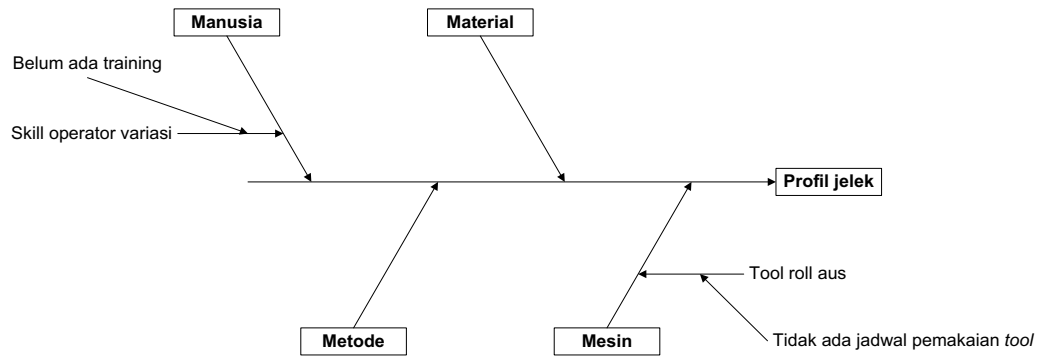 Manusia
Material
Belum ada training
Skill operator variasi
Profil jelek
Tool roll aus
Metode
Mesin
Tidak ada jadwal pemakaian tool